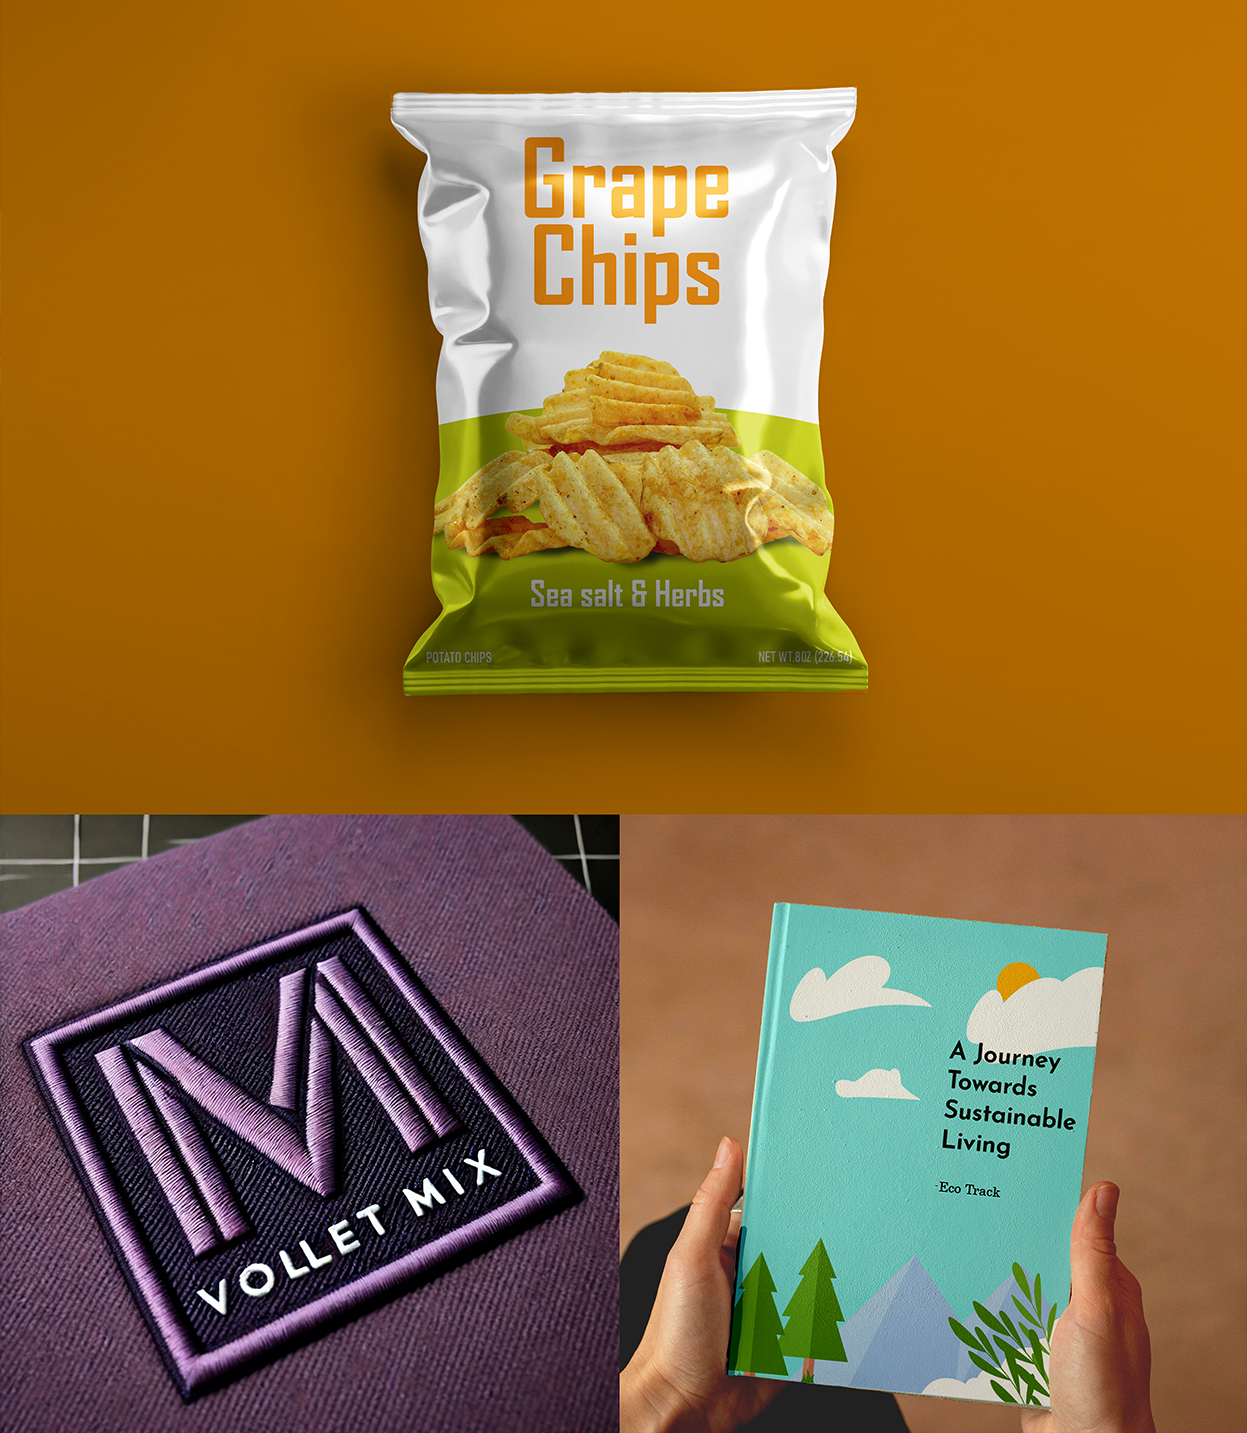 Grape
Chips
Sea salt & Herbs
POTATO CHIPS
NET WT.8OZ (226.54)
M
VOLLET MIX
A Journey
Towards
Sustainable
Living
-Eco Track